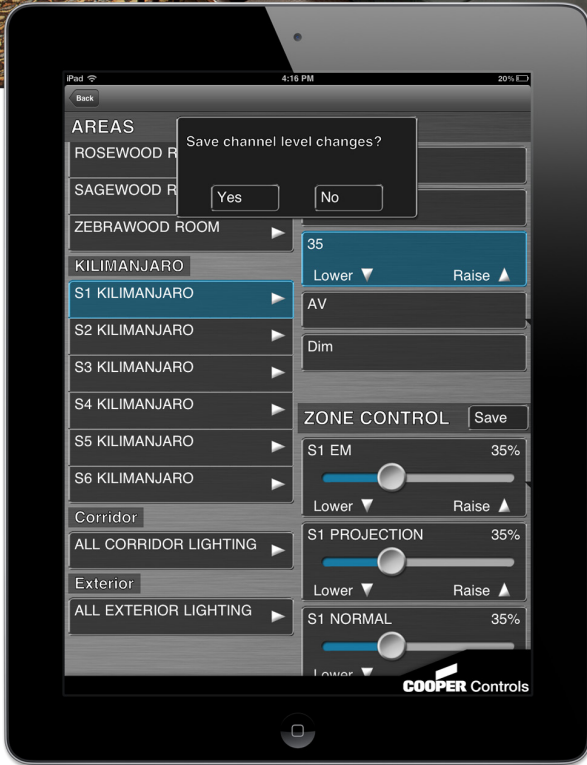 iPad 4:16 PM 20%
Back
AREAS
Save channel level changes?
Yes No
ROSEWOOD R
SAGEWOOD R
ZEBRAWOOD ROOM
KILIMANJARO
S1 KILIMANJARO
S2 KILIMANJARO
S3 KILIMANJARO
S4 KILIMANJARO
S5 KILIMANJARO
S6 KILIMANJARO
Corridor
ALL CORRIDOR LIGHTING
Exterior
ALL EXTERIOR LIGHTING
35
Lower Raise
AV
Dim
ZONE CONTROL Save
S1 EM 35%
Lower Raise
S1 PROJECTION 35%
Lower Raise
S1 NORMAL 35%
Lower
COOPER Controls